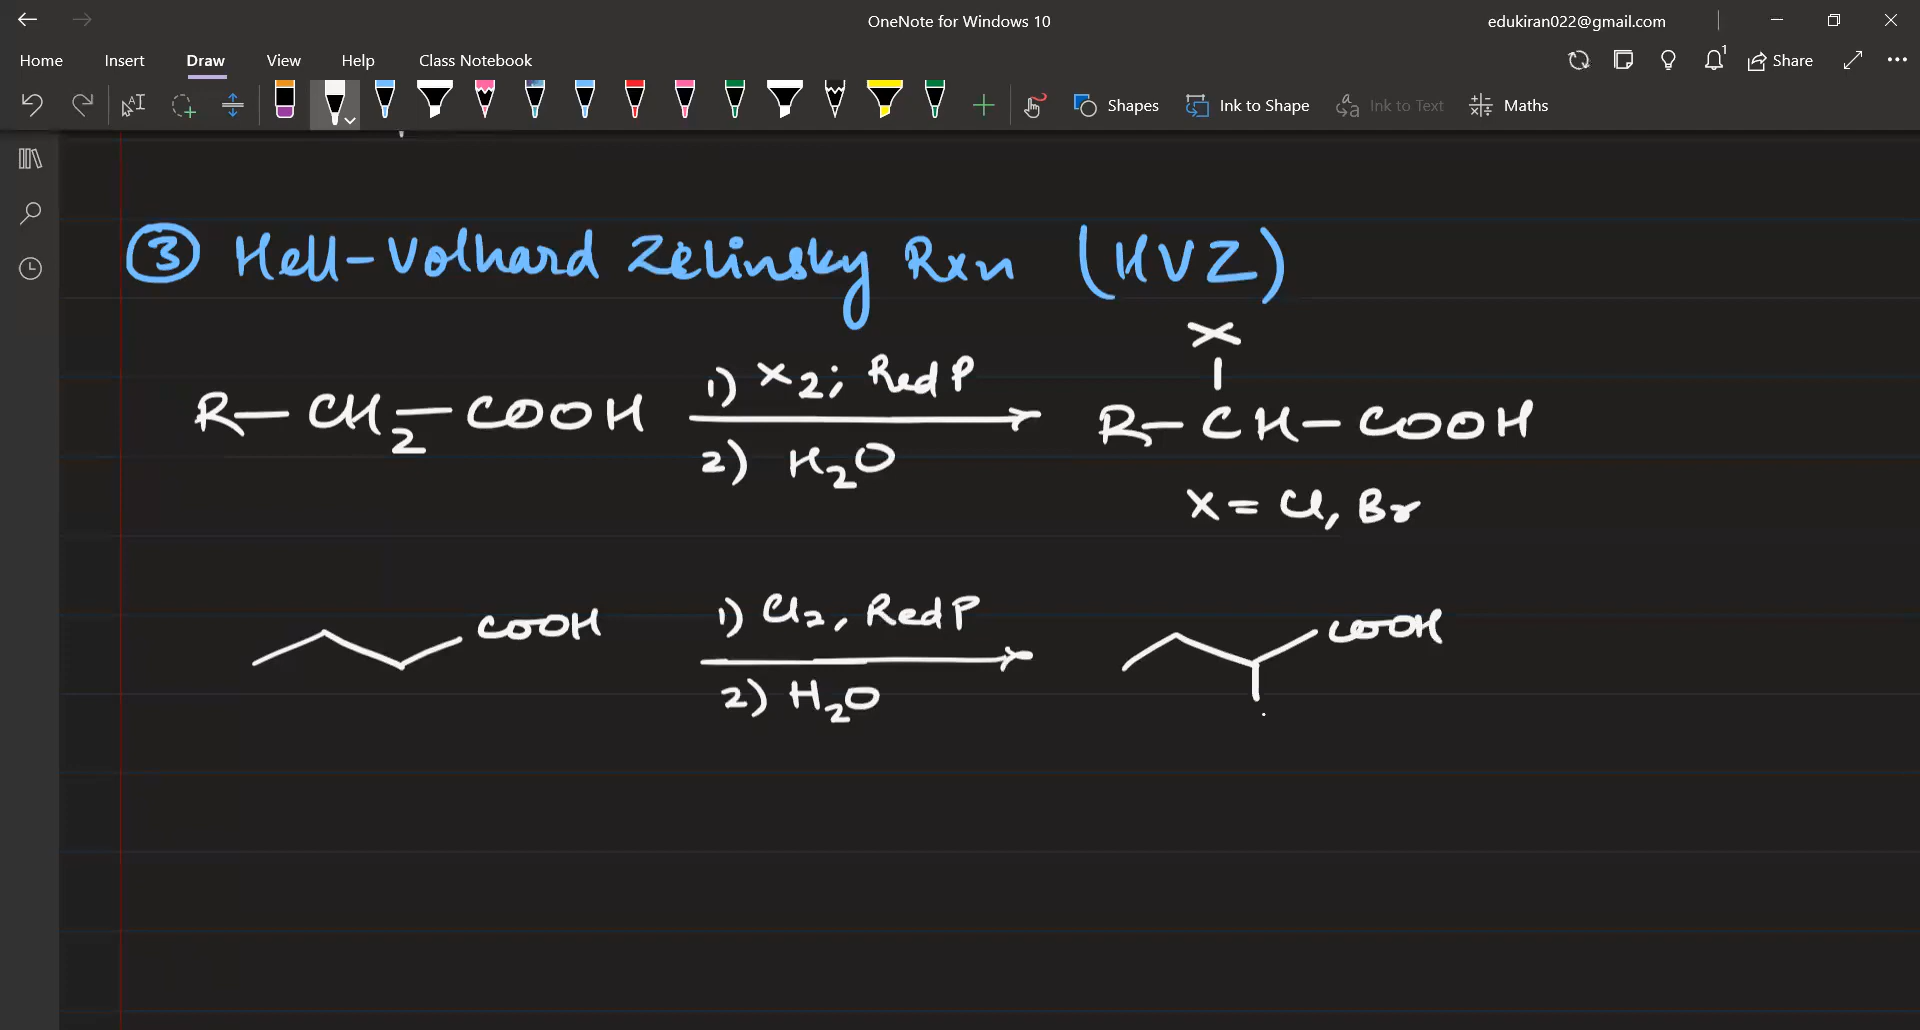 OneNote for Windows 10
edukiran022@gmail.com
Home Insert Draw View Help Class Notebook
1 Share
Shapes Ink to Shape Ink to Text Maths
③ Hell-Volhard Zelinsky Rxn (HVZ)
X
R-CH2-COOH 1) X2; Red P
2) H2O
R-CH-COOH
X = Cl, Br
COOH 1) Cl2, Red P
2) H2O
COOH